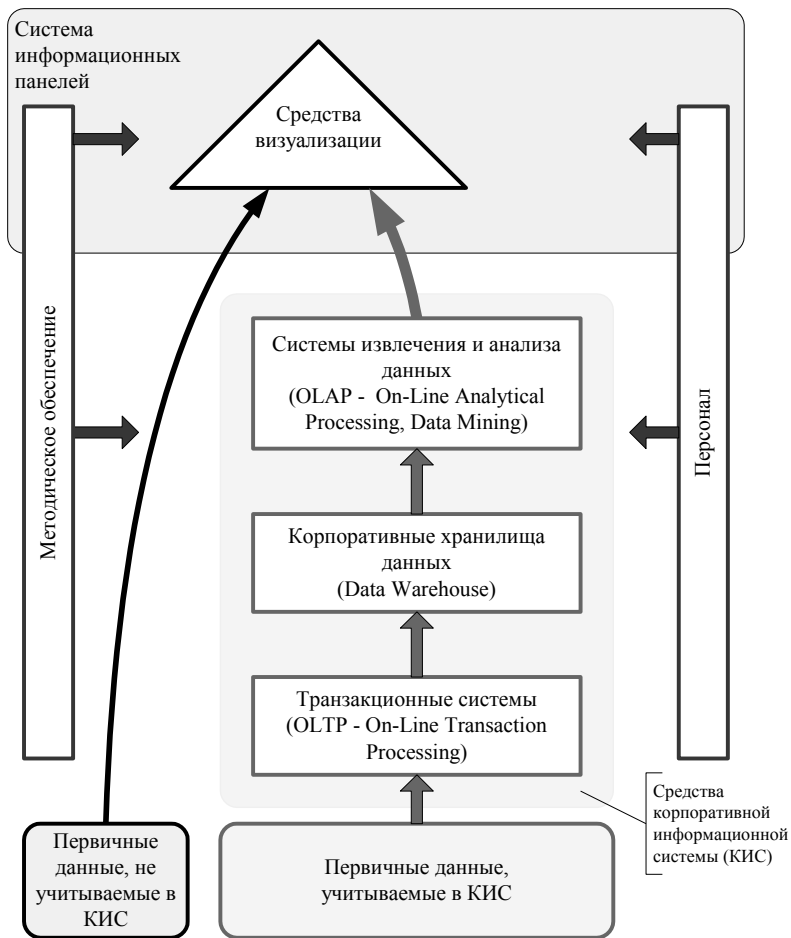 Система
информационных
панелей
Средства
визуализации
Методическое обеспечение
Персонал
Системы извлечения и анализа
данных
(OLAP - On-Line Analytical
Processing, Data Mining)
Корпоративные хранилища
данных
(Data Warehouse)
Транзакционные системы
(OLTP - On-Line Transaction
Processing)
Средства
корпоративной
информационной
системы (КИС)
Первичные
данные, не
учитываемые в
КИС
Первичные данные,
учитываемые в КИС